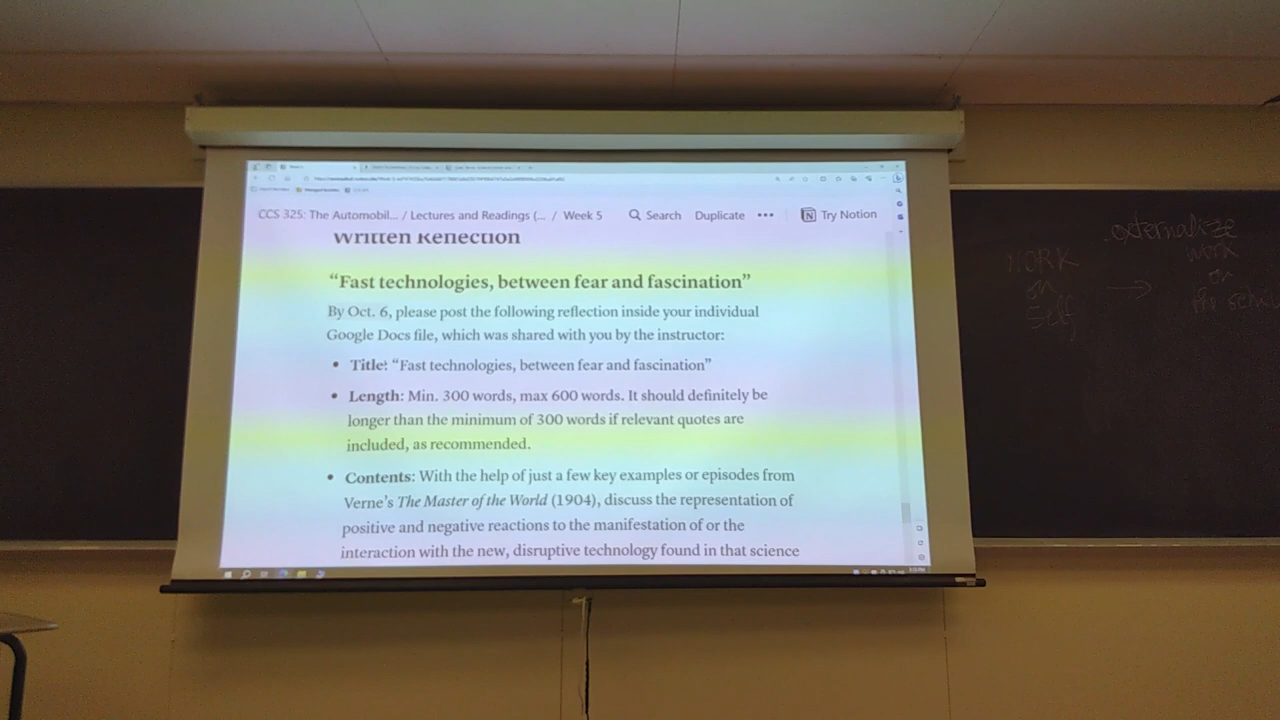 CCS 325: The Automobil... / Lectures and Readings (... / Week 5 Search Duplicate ••• Try Notion
Written Reflection
“Fast technologies, between fear and fascination”
By Oct. 6, please post the following reflection inside your individual
Google Docs file, which was shared with you by the instructor:
• Title: “Fast technologies, between fear and fascination”
• Length: Min. 300 words, max 600 words. It should definitely be
longer than the minimum of 300 words if relevant quotes are
included, as recommended.
• Contents: With the help of just a few key examples or episodes from
Verne’s The Master of the World (1904), discuss the representation of
positive and negative reactions to the manifestation of or the
interaction with the new, disruptive technology found in that science
WORK
on
Self
→
externalize
work
on
the